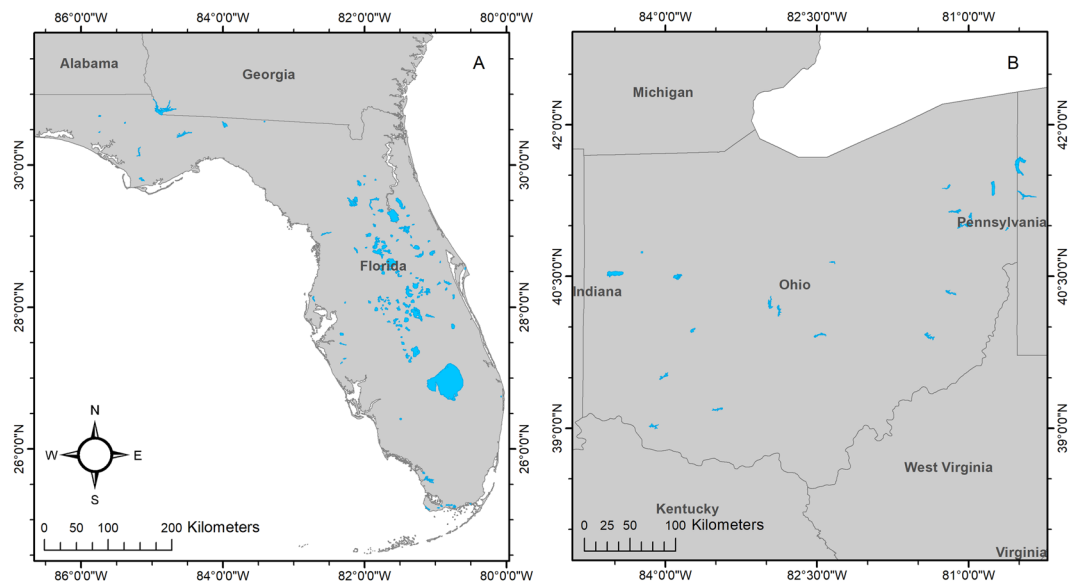 86°0'0"W 84°0'0"W 82°0'0"W 80°0'0"W
A
Alabama
Georgia
Florida
30°0'0"N
28°0'0"N
26°0'0"N
30°0'0"N
28°0'0"N
26°0'0"N
N
W E
S
0 50 100 200 Kilometers
86°0'0"W 84°0'0"W 82°0'0"W 80°0'0"W
84°0'0"W 82°30'0"W 81°0'0"W
B
Michigan
Pennsylvania
Ohio
Indiana
West Virginia
Kentucky
Virginia
42°0'0"N
40°30'0"N
39°0'0"N
42°0'0"N
40°30'0"N
39°0'0"N
0 25 50 100 Kilometers
84°0'0"W 82°30'0"W 81°0'0"W